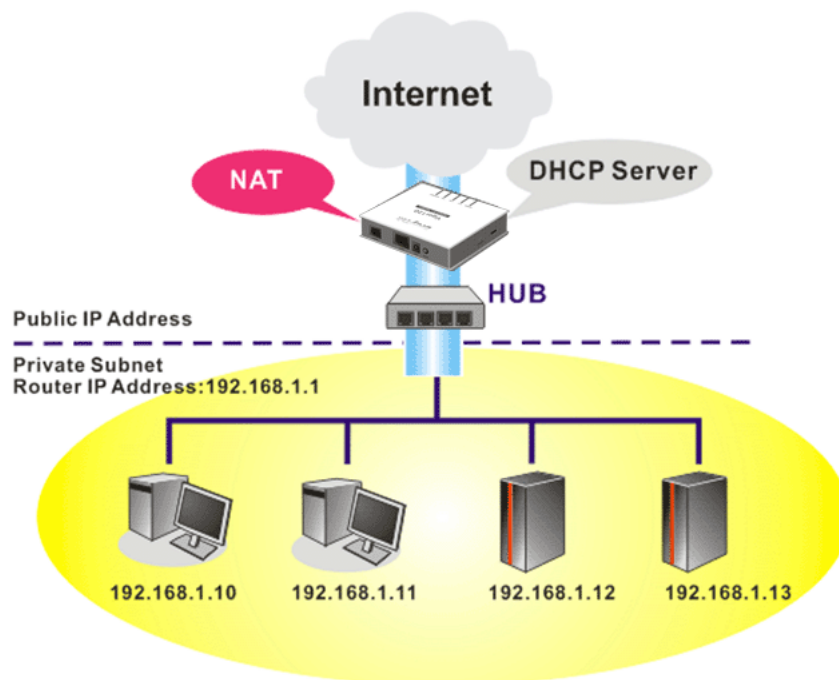 Internet
NAT
DHCP Server
HUB
Public IP Address
Private Subnet
Router IP Address:192.168.1.1
192.168.1.10
192.168.1.11
192.168.1.12
192.168.1.13